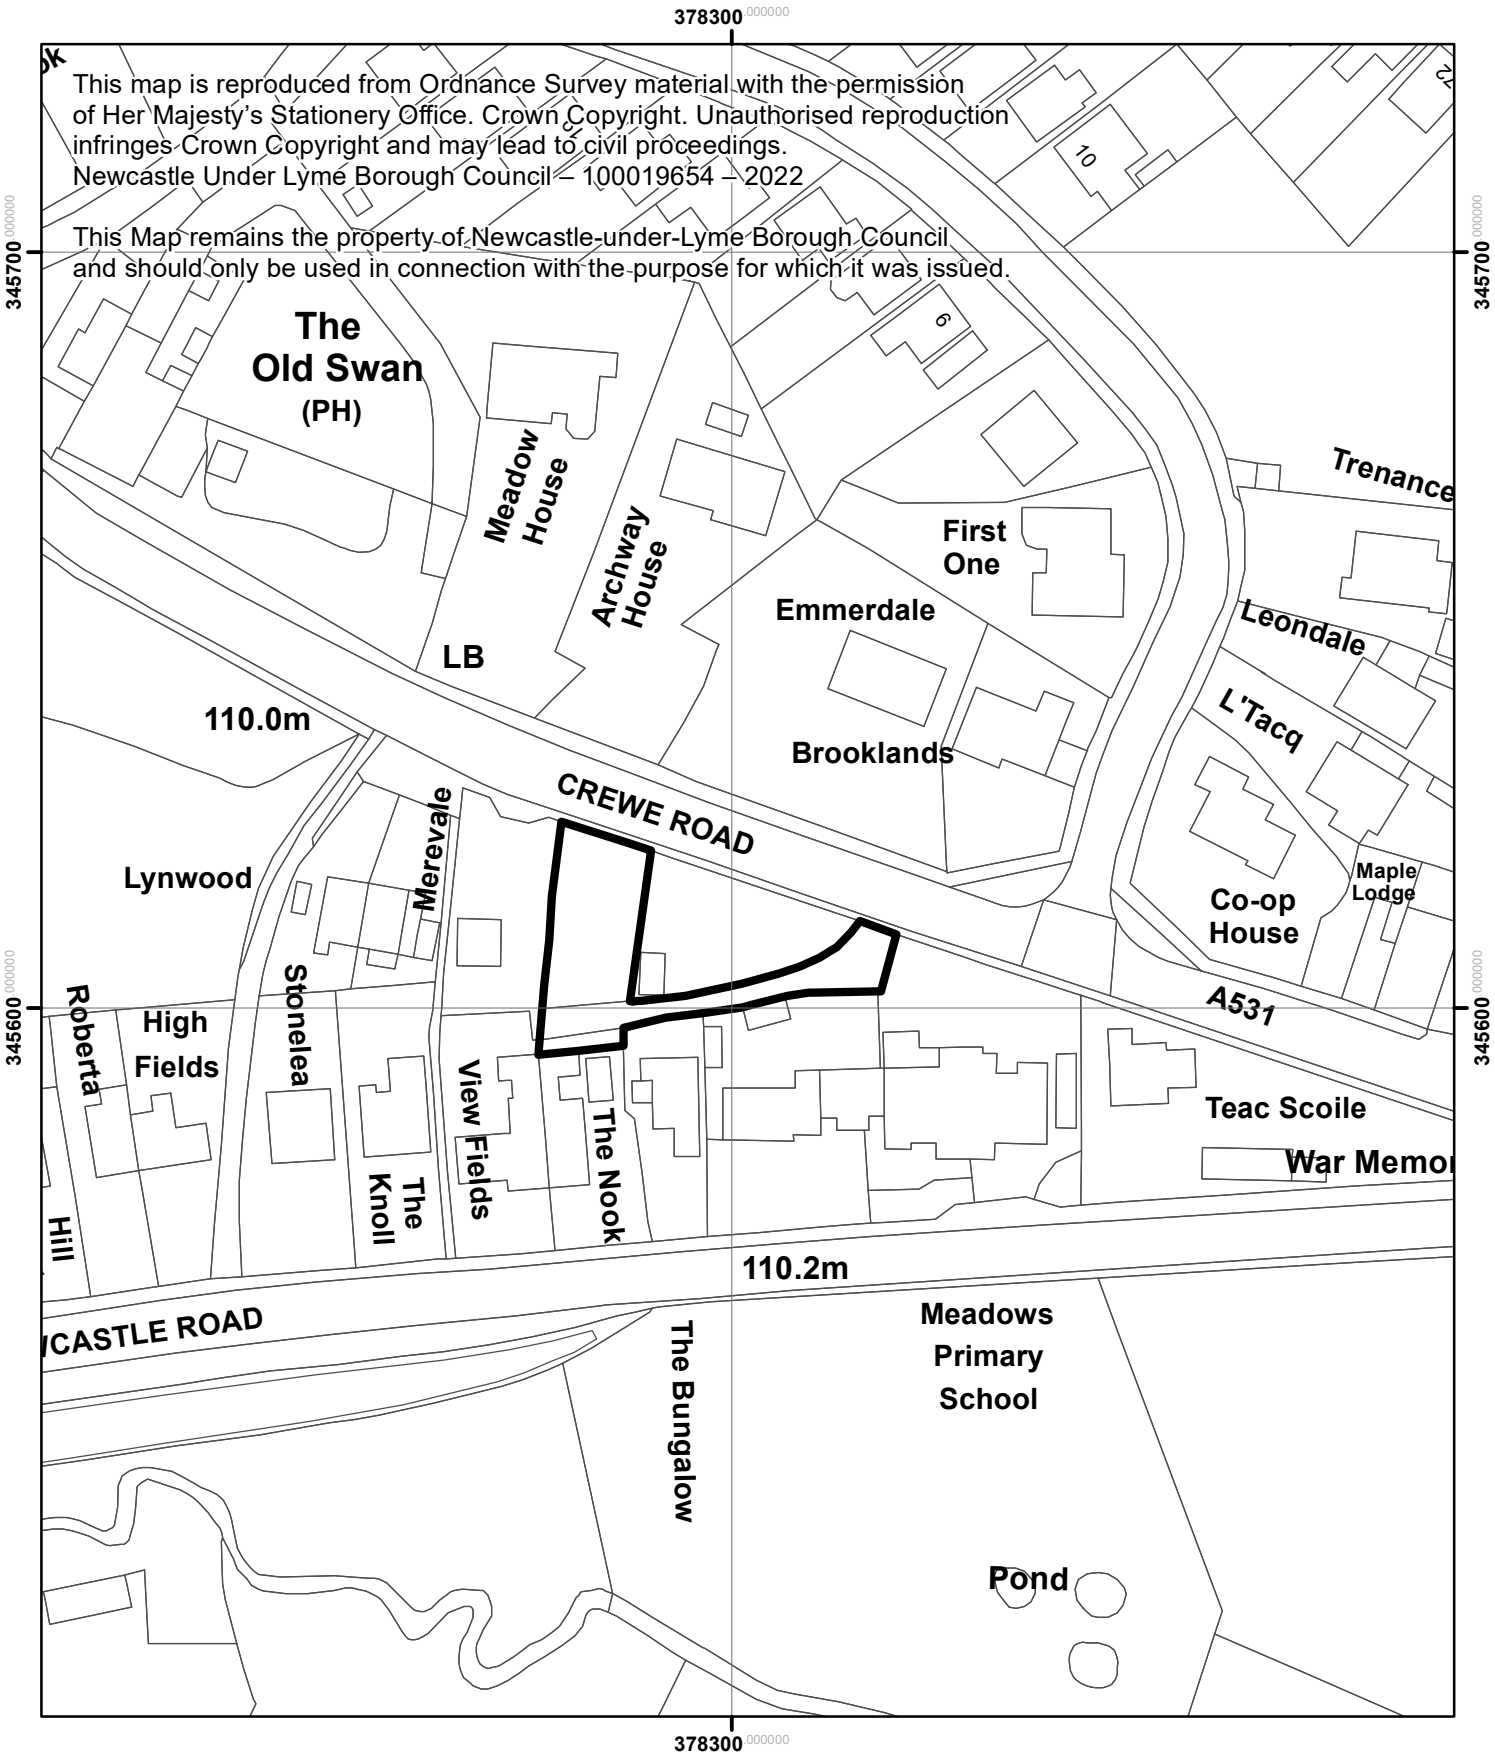 378300.000000
This map is reproduced from Ordnance Survey material with the permission
of Her Majesty's Stationery Office. Crown Copyright. Unauthorised reproduction
infringes Crown Copyright and may lead to civil proceedings.
Newcastle Under Lyme Borough Council – 100019654 – 2022
This Map remains the property of Newcastle-under-Lyme Borough Council
and should only be used in connection with the purpose for which it was issued.
345700.000000
345700.000000
10
12
6
The
Old Swan
(PH)
Meadow
House
Archway
House
First
One
Trenance
Emmerdale
Leondale
LB
110.0m
L'Tacq
Brooklands
CREWE ROAD
Merevale
Lynwood
Maple
Lodge
Co-op
House
Stonelea
345600.000000
345600.000000
A531
Roberta
High
Fields
View Fields
The Nook
Teac Scoile
War Memor
The
Knoll
Hill
110.2m
WCASTLE ROAD
Meadows
Primary
School
The Bungalow
Pond
378300.000000